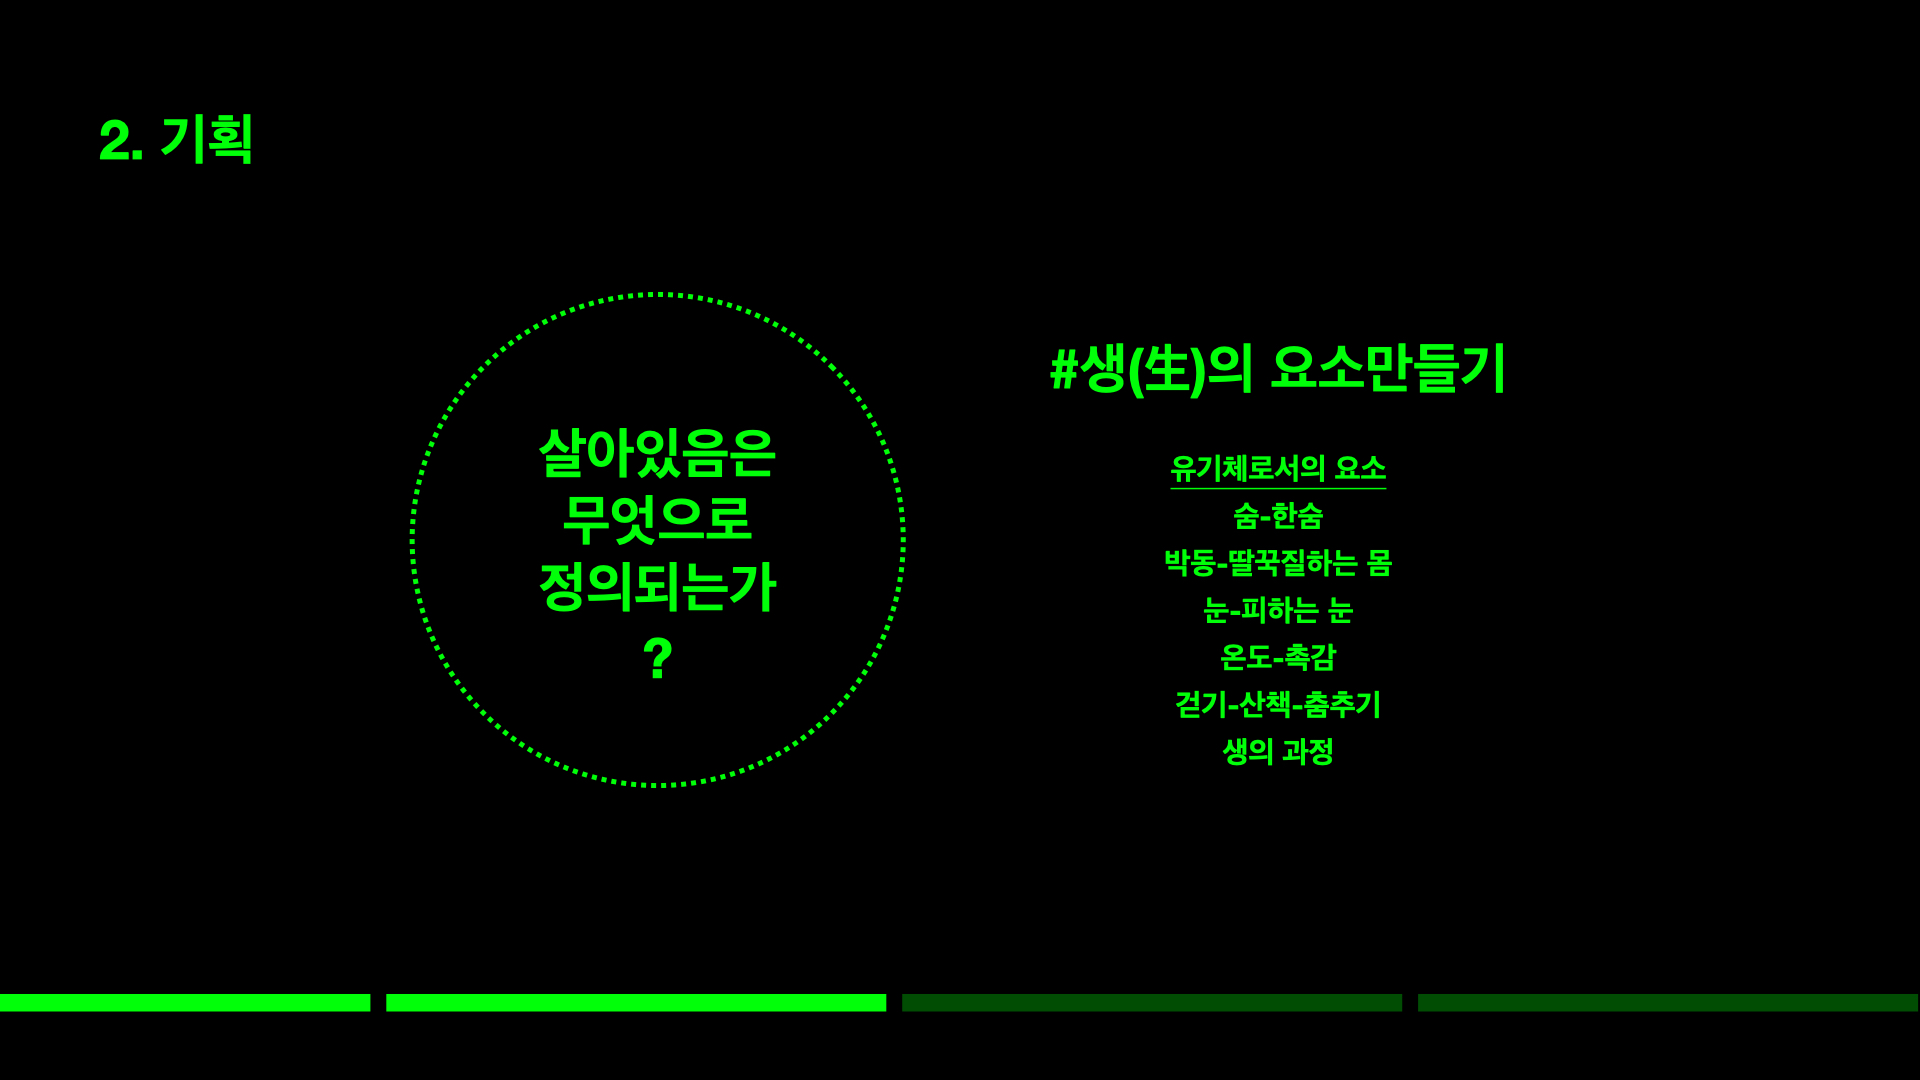 2. 기획
살아있음은
무엇으로
정의되는가
?
#생(生)의 요소만들기
유기체로서의 요소
숨-한숨
박동-딸꾹질하는 몸
눈-피하는 눈
온도-촉감
걷기-산책-춤추기
생의 과정